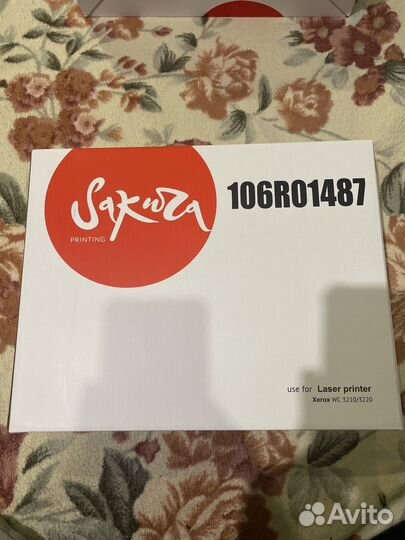 Sakura
PRINTING
106R01487
use for Laser printer
Xerox WC 3210/3220
Avito